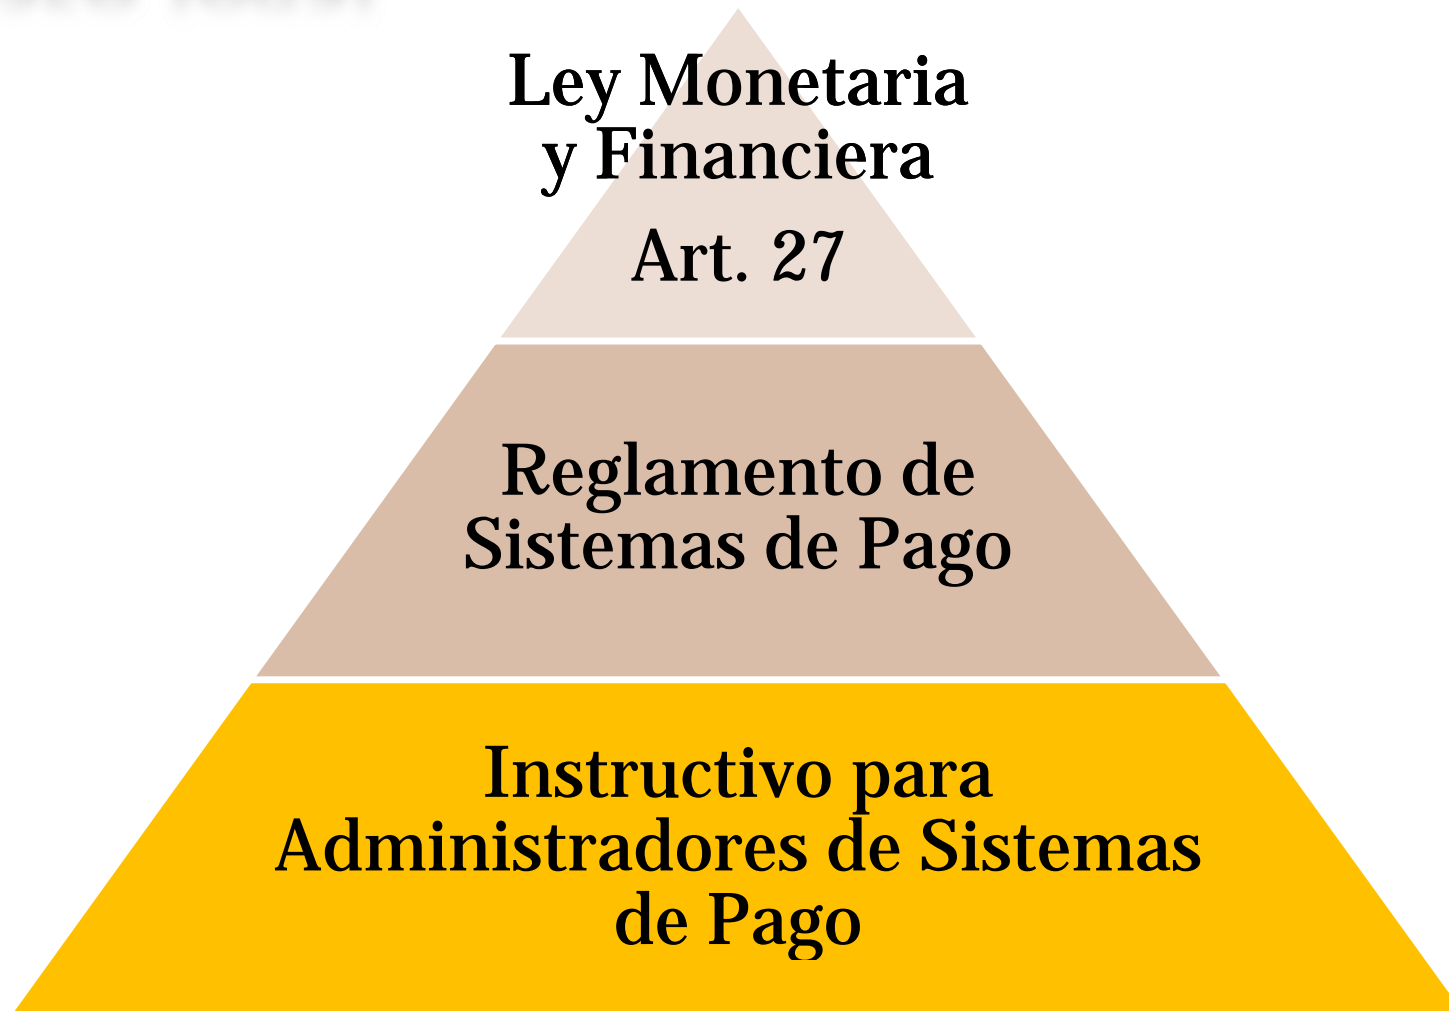 Ley Monetaria
y Financiera
Art. 27
Reglamento de
Sistemas de Pago
Instructivo para
Administradores de Sistemas
de Pago